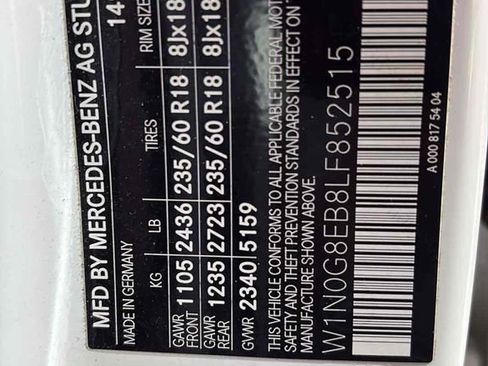 MFD BY MERCEDES-BENZ AG STU
14
MADE IN GERMANY
KG LB TIRES RIM SIZE
GAWR FRONT 1105 2436 235/60 R18 8Jx18
GAWR REAR 1235 2723 235/60 R18 8Jx18
GVWR 2340 5159
THIS VEHICLE CONFORMS TO ALL APPLICABLE FEDERAL MOTOR
SAFETY AND THEFT PREVENTION STANDARDS IN EFFECT ON
MANUFACTURE SHOWN ABOVE.
W1N0G8EB8LF852515
A 000 817 54 04